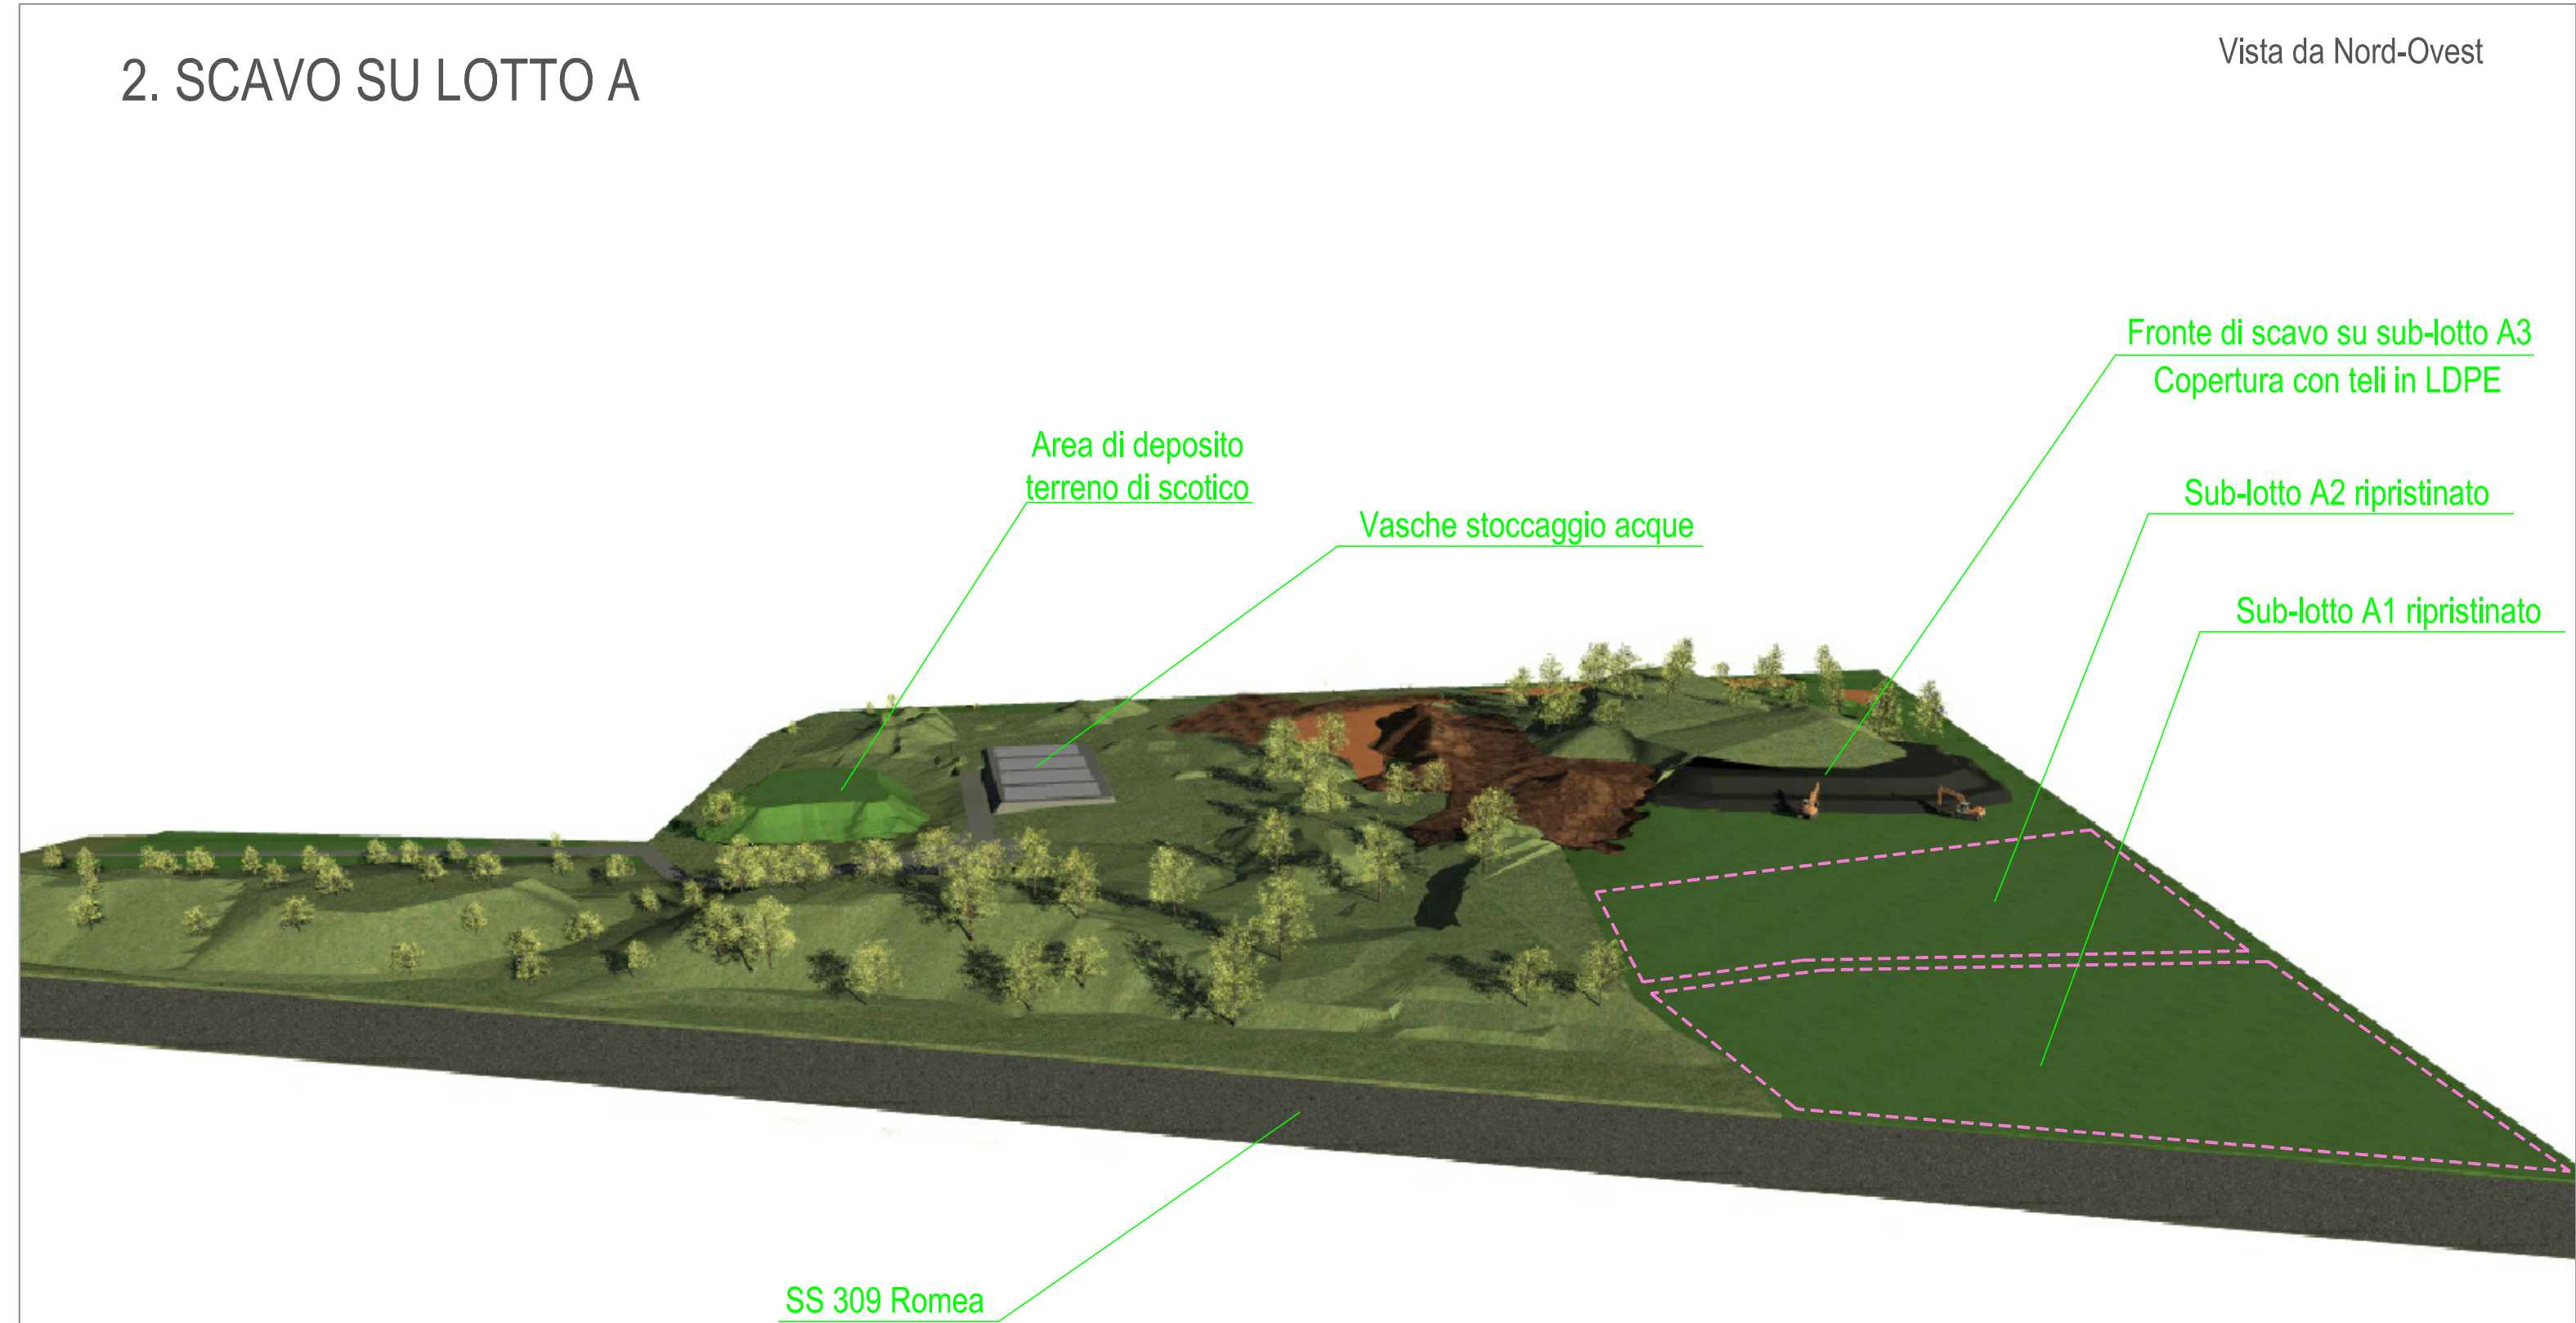 2. SCAVO SU LOTTO A
Vista da Nord-Ovest
Fronte di scavo su sub-lotto A3
Copertura con teli in LDPE
Area di deposito
terreno di scotico
Sub-lotto A2 ripristinato
Vasche stoccaggio acque
Sub-lotto A1 ripristinato
SS 309 Romea